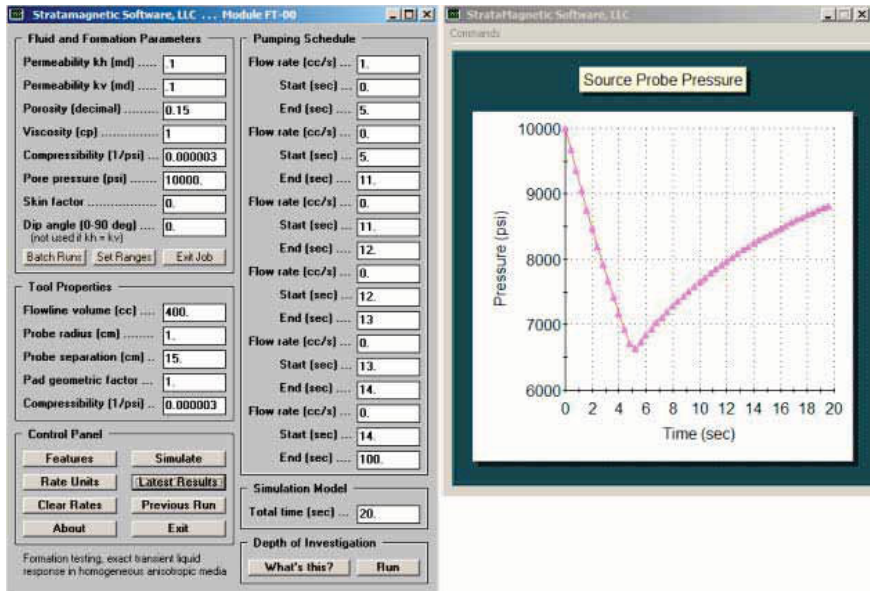 Stratamagnetic Software, LLC ... Module FT-00
Fluid and Formation Parameters
Permeability kh (md) ..... .1
Permeability kv (md) ..... .1
Porosity (decimal) ........... 0.15
Viscosity (cp) ................. 1
Compressibility (1/psi) ... 0.000003
Pore pressure (psi) ....... 10000.
Skin factor ..................... 0.
Dip angle (0-90 deg) .... 0.
(not used if kh = kv)
Batch Runs Set Ranges Exit Job
Tool Properties
Flowline volume (cc) .... 400.
Probe radius (cm) ......... 1.
Probe separation (cm) .. 15.
Pad geometric factor ... 1.
Compressibility (1/psi) .. 0.000003
Control Panel
Features Simulate
Rate Units Latest Results
Clear Rates Previous Run
About Exit
Formation testing, exact transient liquid
response in homogeneous anisotropic media
Pumping Schedule
Flow rate (cc/s) ... 1.
Start (sec) ... 0.
End (sec) .... 5.
Flow rate (cc/s) ... 0.
Start (sec) ... 5.
End (sec) .... 11.
Flow rate (cc/s) ... 0.
Start (sec) ... 11.
End (sec) .... 12.
Flow rate (cc/s) ... 0.
Start (sec) ... 12.
End (sec) .... 13
Flow rate (cc/s) ... 0.
Start (sec) ... 13.
End (sec) .... 14.
Flow rate (cc/s) ... 0.
Start (sec) ... 14.
End (sec) ... 100.
Simulation Model
Total time (sec) ... 20.
Depth of Investigation
What's this? Run
StrataMagnetic Software, LLC
Commands
Source Probe Pressure
10000
9000
8000
7000
6000
Pressure (psi)
0 2 4 6 8 10 12 14 16 18 20
Time (sec)